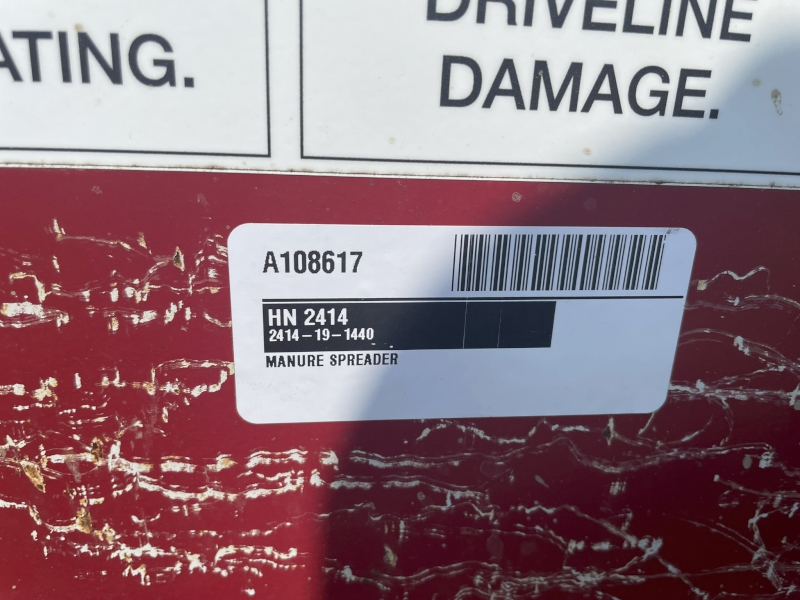 ATING.
DRIVELINE
DAMAGE.
A108617
HN 2414
2414-19-1440
MANURE SPREADER